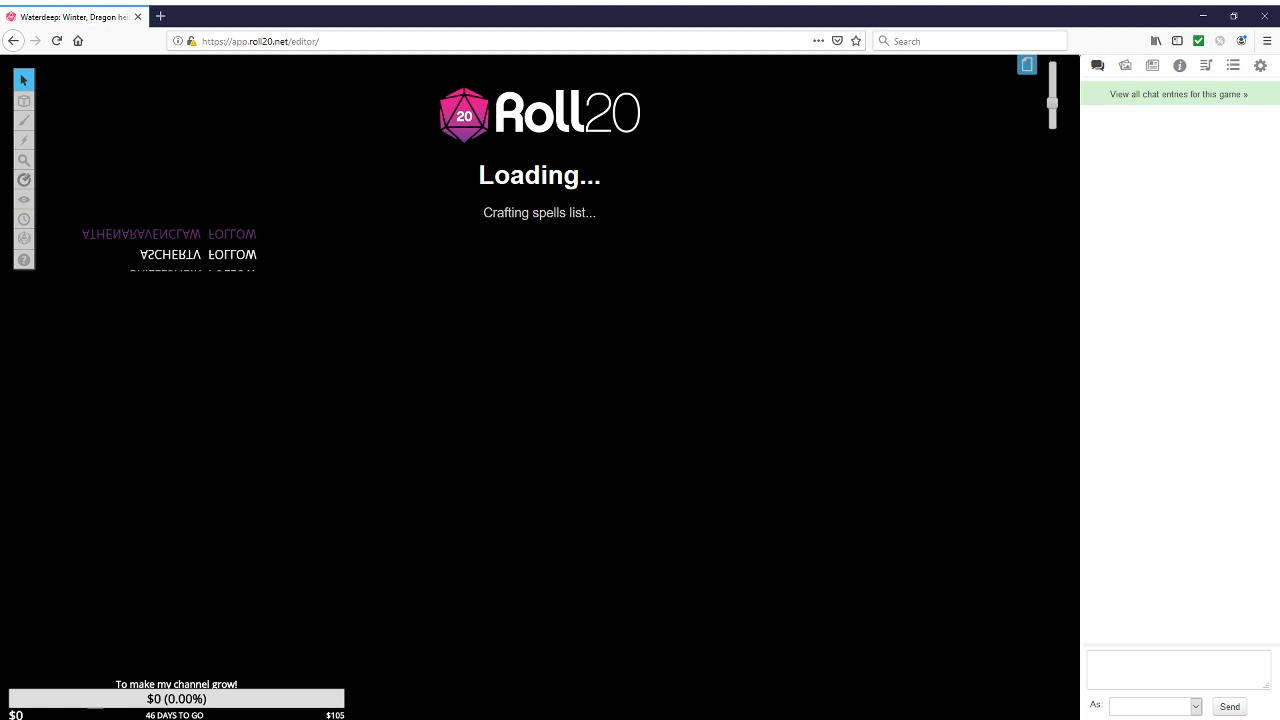 Waterdeep: Winter, Dragon hei
https://app.roll20.net/editor/
Search
View all chat entries for this game »
20 Roll20
Loading...
Crafting spells list...
ATHENARAVENCLAW FOLLOW
ASCHERTV FOLLOW
To make my channel grow!
$0 (0.00%)
$0 46 DAYS TO GO $105
As:
Send